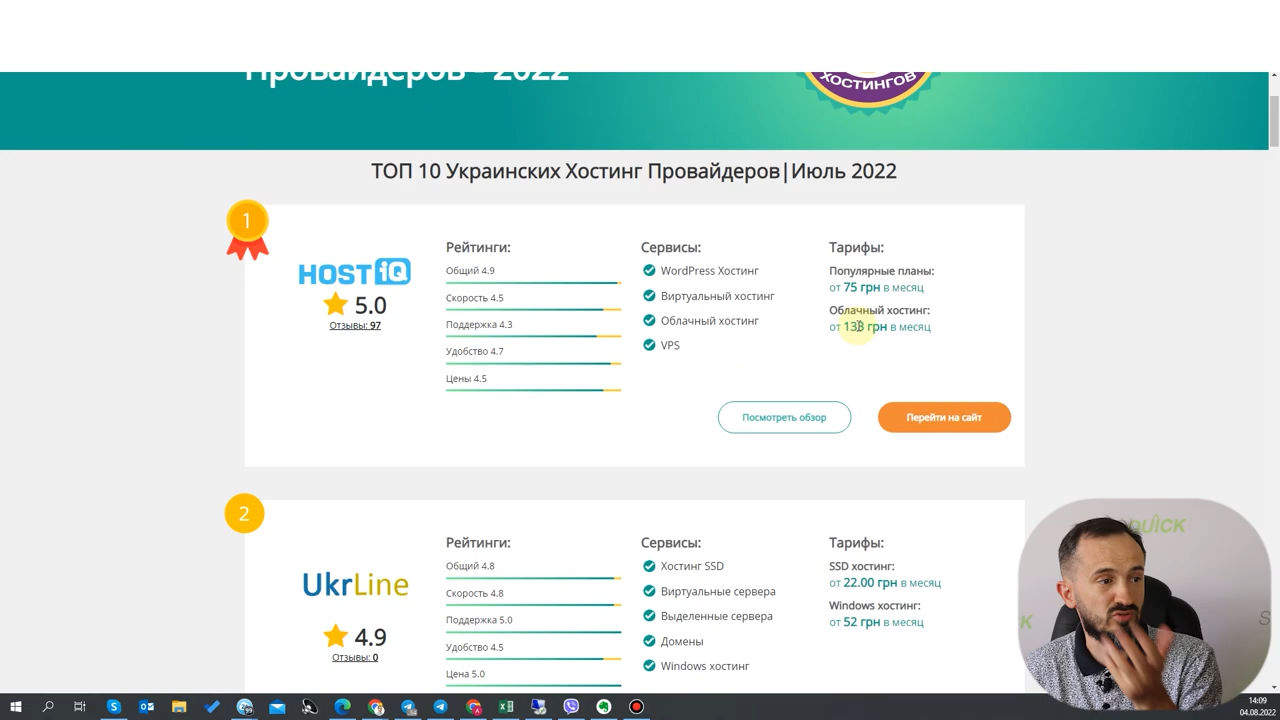 Провайдеров - 2022
ХОСТИНГОВ
ТОП 10 Украинских Хостинг Провайдеров|Июль 2022
1
HOST iQ
5.0
Отзывы: 97
Рейтинги:
Общий 4.9
Скорость 4.5
Поддержка 4.3
Удобство 4.7
Цены 4.5
Сервисы:
WordPress Хостинг
Виртуальный хостинг
Облачный хостинг
VPS
Тарифы:
Популярные планы:
от 75 грн в месяц
Облачный хостинг:
от 138 грн в месяц
Посмотреть обзор
Перейти на сайт
2
UkrLine
4.9
Отзывы: 0
Рейтинги:
Общий 4.8
Скорость 4.8
Поддержка 5.0
Удобство 4.5
Цена 5.0
Сервисы:
Хостинг SSD
Виртуальные сервера
Выделенные сервера
Домены
Windows хостинг
Тарифы:
SSD хостинг:
от 22.00 грн в месяц
Windows хостинг:
от 52 грн в месяц
QUICK
99
14:09
04.08.2022